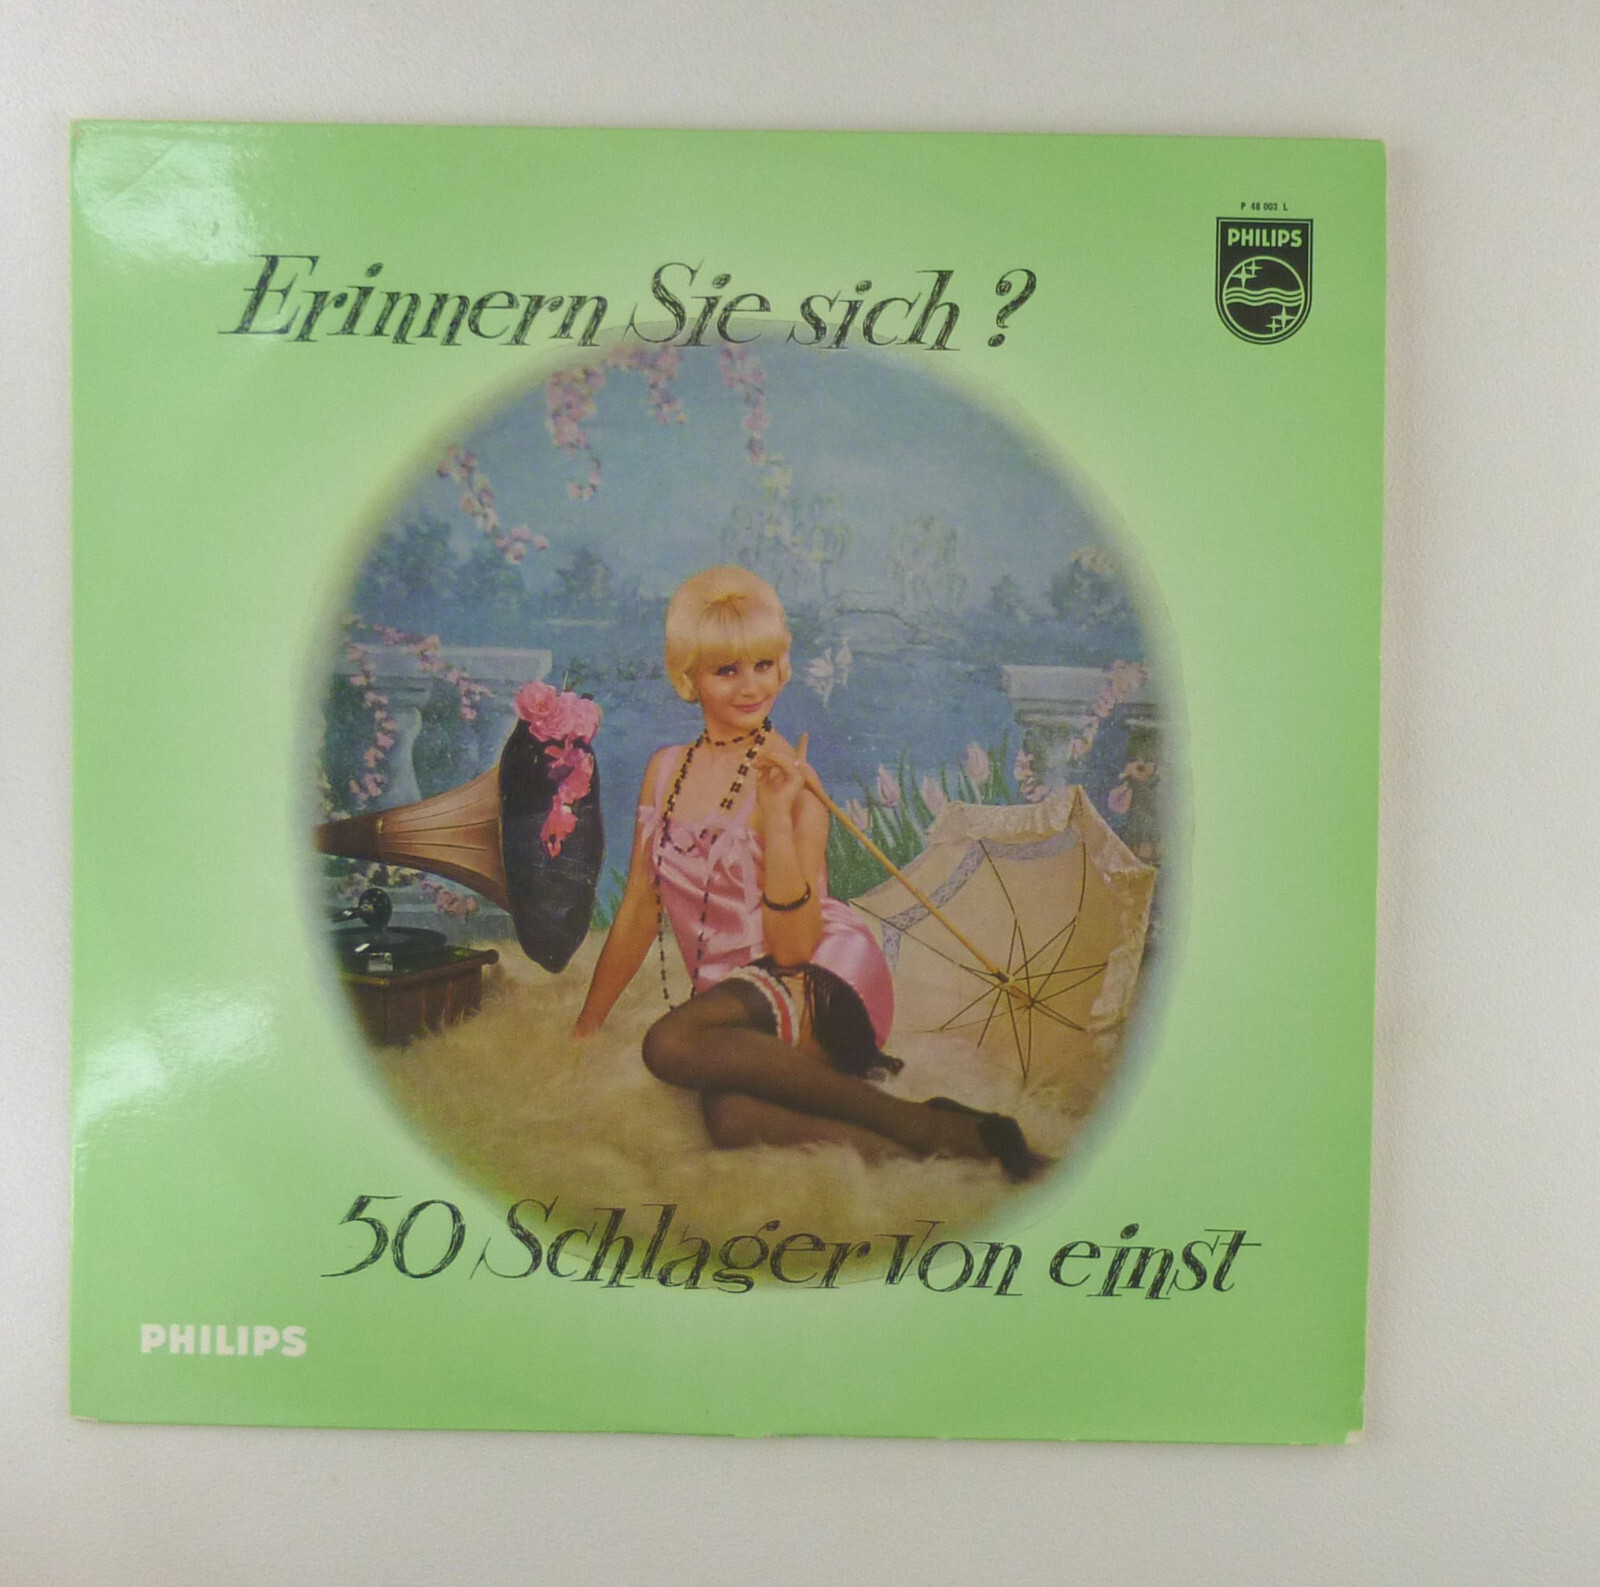 P 48 003 L
PHILIPS
Erinnern Sie sich?
50 Schlager von einst
PHILIPS